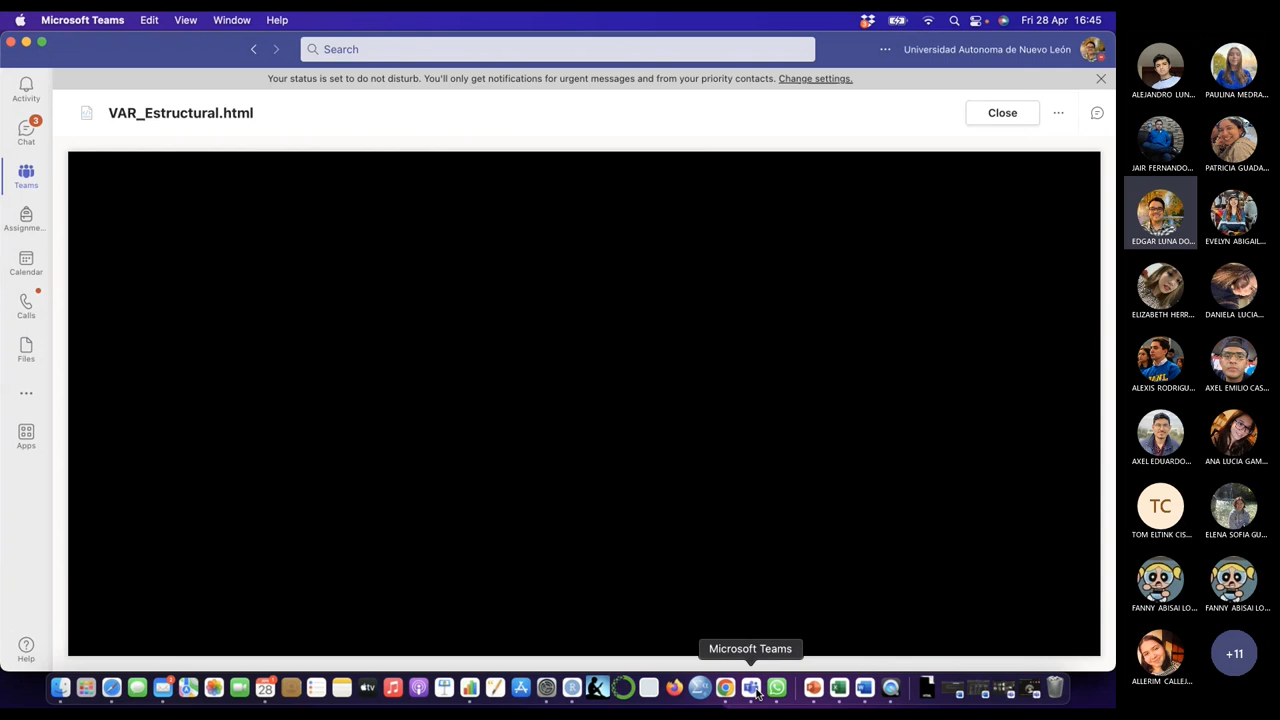 Microsoft Teams Edit View Window Help
Fri 28 Apr 16:45
Search
Universidad Autonoma de Nuevo León
Your status is set to do not disturb. You'll only get notifications for urgent messages and from your priority contacts. Change settings.
VAR_Estructural.html
Close
Activity
3
Chat
Teams
Assignme...
Calendar
Calls
Files
Apps
Help
Microsoft Teams
28
tv
ALEJANDRO LUN...
PAULINA MEDRA...
JAIR FERNANDO...
PATRICIA GUADA...
EDGAR LUNA DO...
EVELYN ABIGAIL...
ELIZABETH HERR...
DANIELA LUCIA...
ALEXIS RODRIGU...
AXEL EMILIO CAS...
AXEL EDUARDO...
ANA LUCIA GAM...
TC
TOM ELTINK CIS...
ELENA SOFIA GU...
FANNY ABISAI LO...
FANNY ABISAI LO...
ALLERIM CALLEJ...
+11